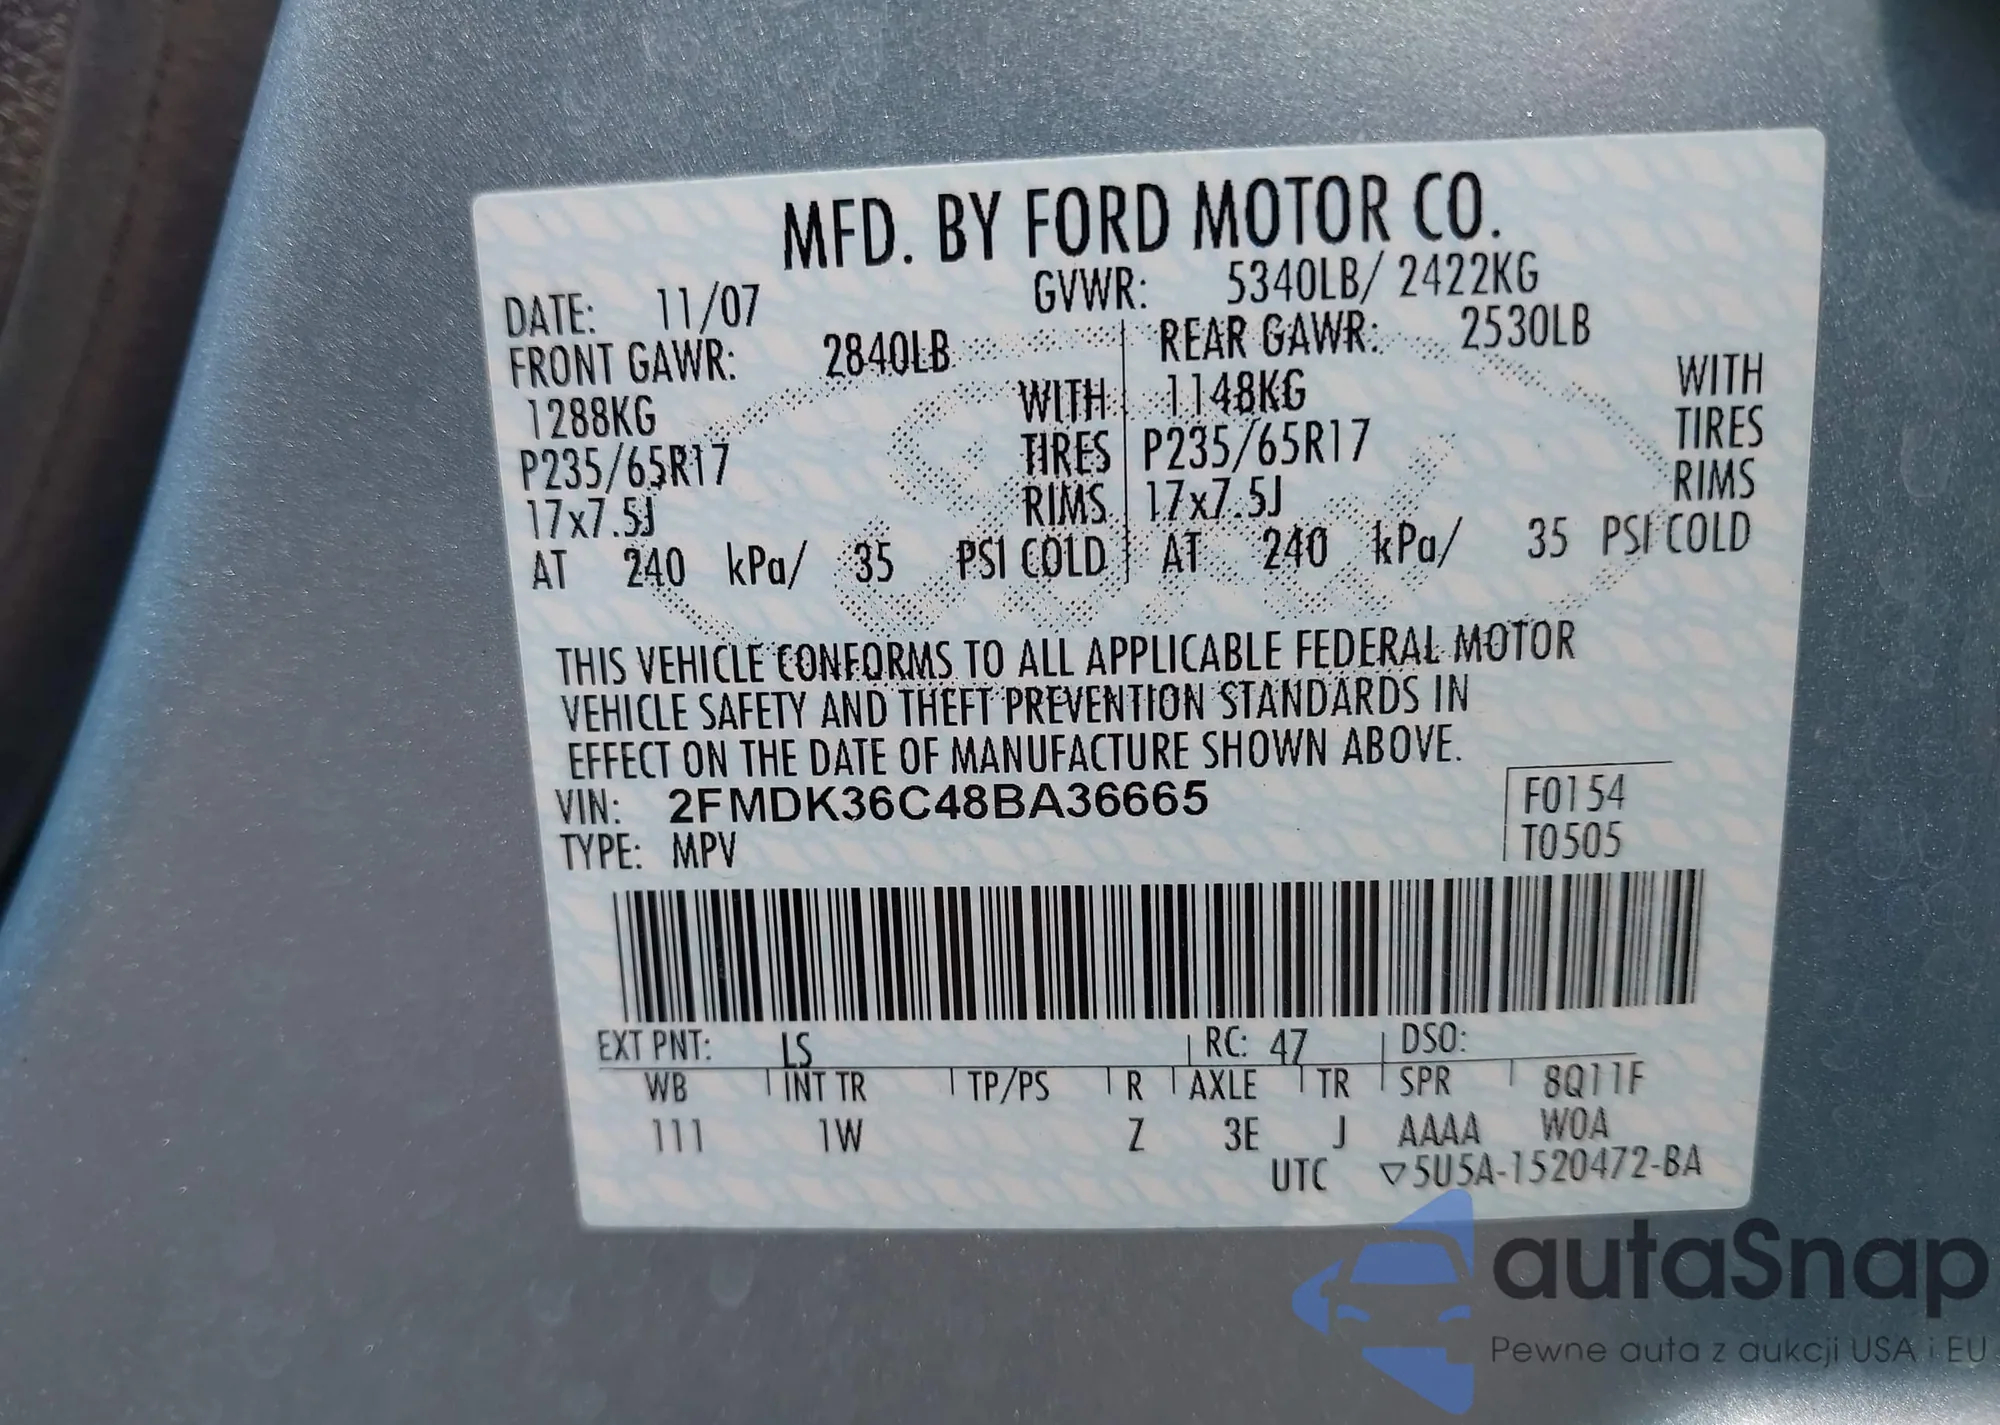 MFD. BY FORD MOTOR CO.
DATE: 11/07 GVWR: 5340LB/ 2422KG
FRONT GAWR: 2840LB REAR GAWR: 2530LB
1288KG WITH 1148KG WITH
P235/65R17 TIRES P235/65R17 TIRES
17x7.5J RIMS 17x7.5J RIMS
AT 240 kPa/ 35 PSI COLD AT 240 kPa/ 35 PSI COLD
THIS VEHICLE CONFORMS TO ALL APPLICABLE FEDERAL MOTOR
VEHICLE SAFETY AND THEFT PREVENTION STANDARDS IN
EFFECT ON THE DATE OF MANUFACTURE SHOWN ABOVE.
VIN: 2FMDK36C48BA36665 F0154
TYPE: MPV T0505
EXT PNT: LS RC: 47 DSO:
WB INT TR TP/PS R AXLE TR SPR 8Q11F
111 1W Z 3E J AAAA W0A
UTC ▽5U5A-1520472-BA
autaSnap
Pewne auta z aukcji USA i EU